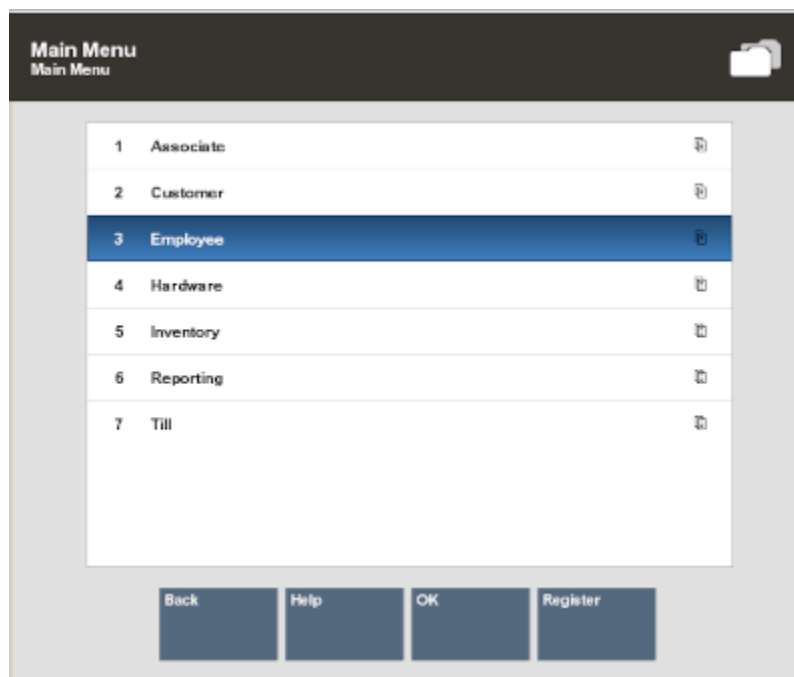 Main Menu
Main Menu
1 Associate
2 Customer
3 Employee
4 Hardware
5 Inventory
6 Reporting
7 Till
Back Help OK Register